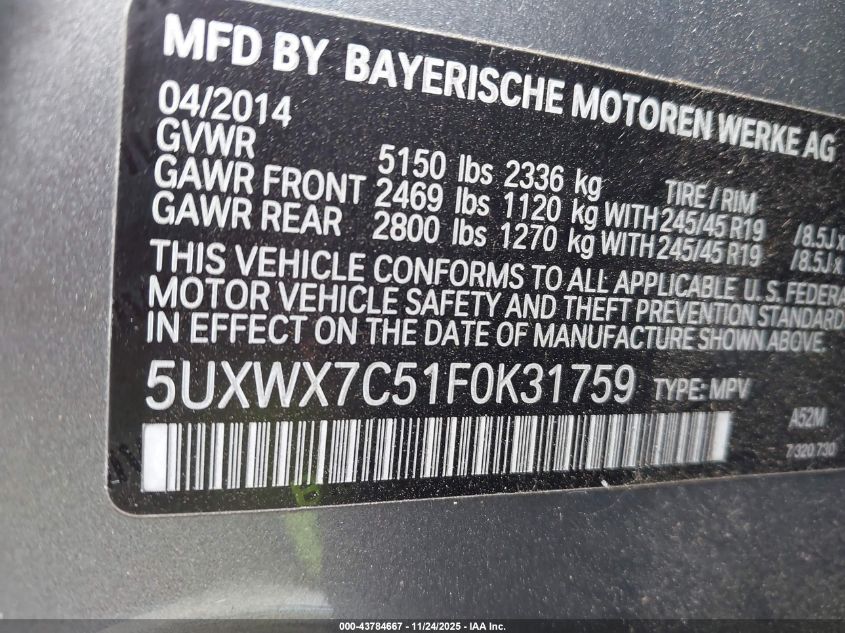 MFD BY BAYERISCHE MOTOREN WERKE AG
04/2014
GVWR 5150 lbs 2336 kg TIRE / RIM
GAWR FRONT 2469 lbs 1120 kg WITH 245/45 R19 /8.5J x
GAWR REAR 2800 lbs 1270 kg WITH 245/45 R19 /8.5J x
THIS VEHICLE CONFORMS TO ALL APPLICABLE U.S. FEDERA
MOTOR VEHICLE SAFETY AND THEFT PREVENTION STANDARD
IN EFFECT ON THE DATE OF MANUFACTURE SHOWN ABOVE.
5UXWX7C51F0K31759 TYPE: MPV
A52M
7 320 730
000-43784667 - 11/24/2025 - IAA Inc.